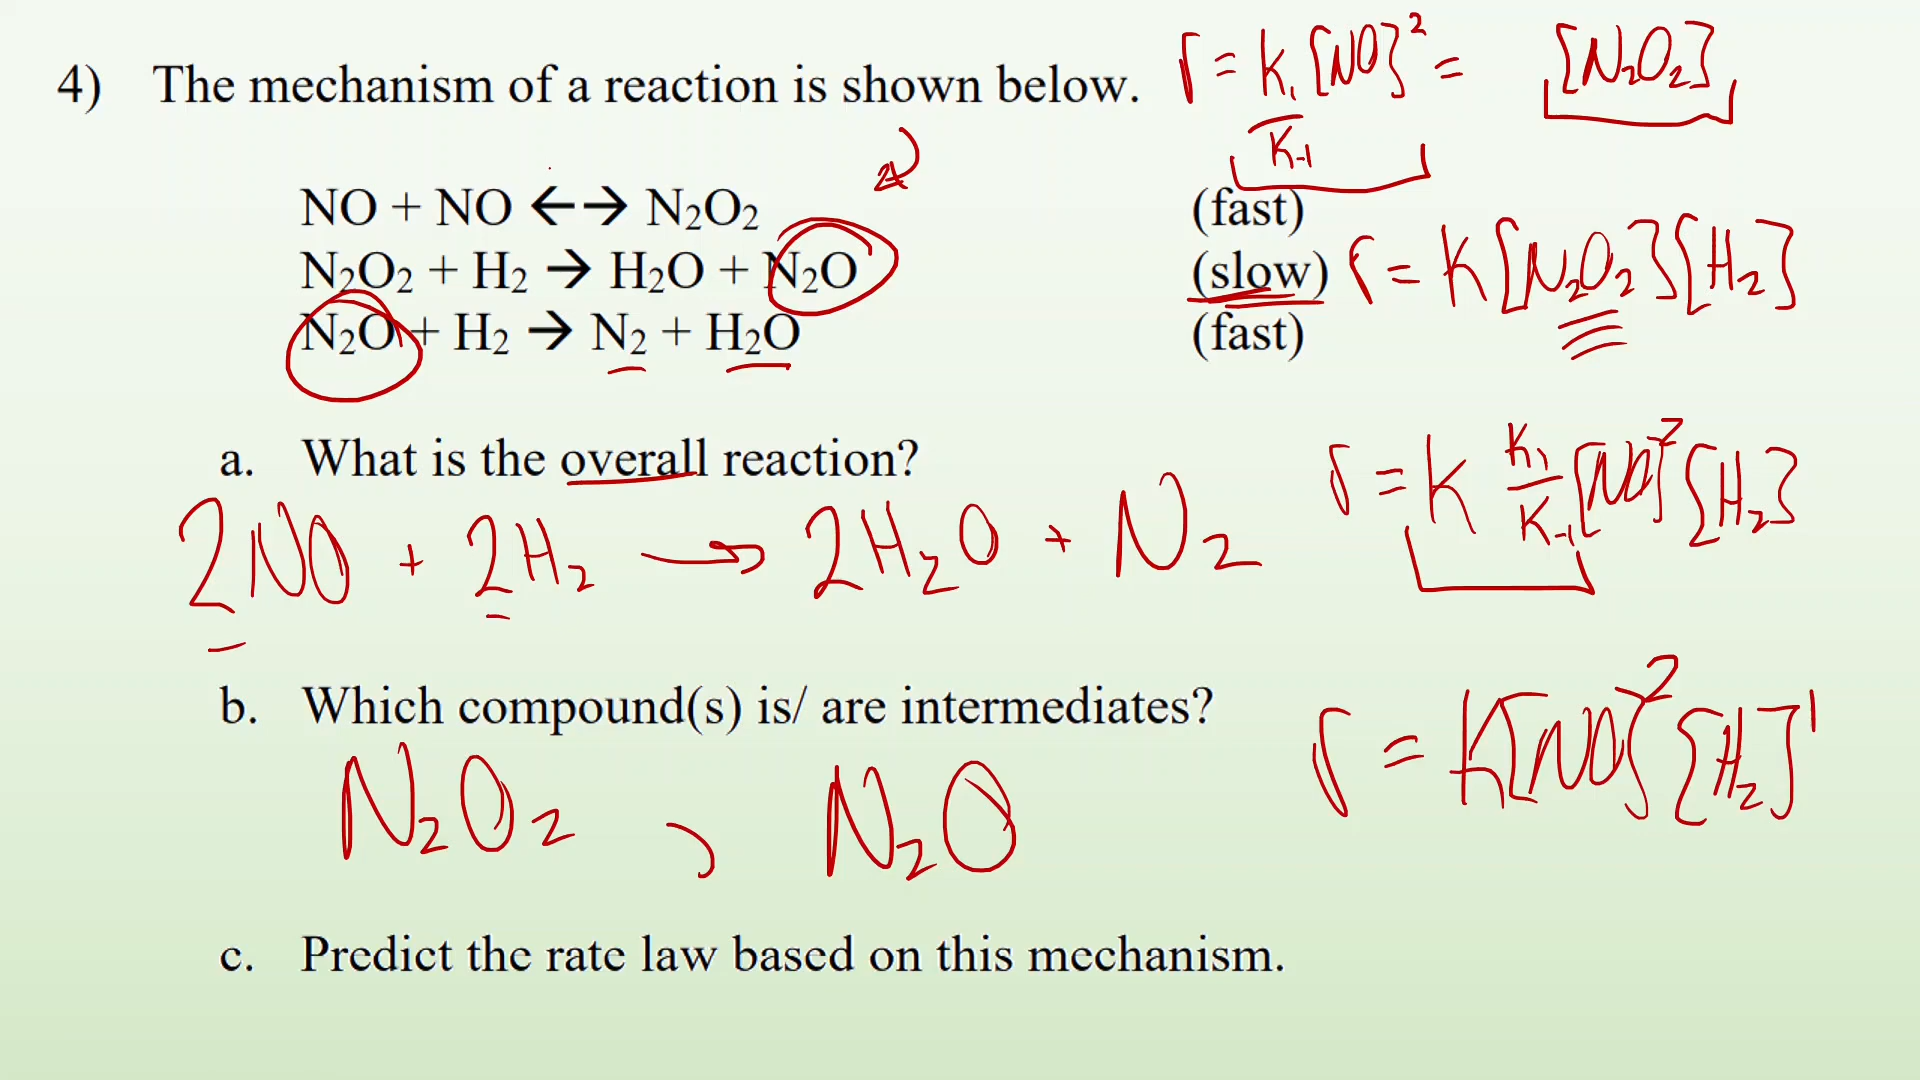 4) The mechanism of a reaction is shown below.
r = K₁/K₋₁ [NO]² = [N₂O₂]
NO + NO ←→ N₂O₂ (fast)
N₂O₂ + H₂ → H₂O + N₂O (slow) r = K[N₂O₂][H₂]
N₂O + H₂ → N₂ + H₂O (fast)
a. What is the overall reaction?
r = K K₁/K₋₁ [NO]² [H₂]
2NO + 2H₂ → 2H₂O + N₂
b. Which compound(s) is/ are intermediates?
r = K[NO]² [H₂]¹
N₂O₂ , N₂O
c. Predict the rate law based on this mechanism.